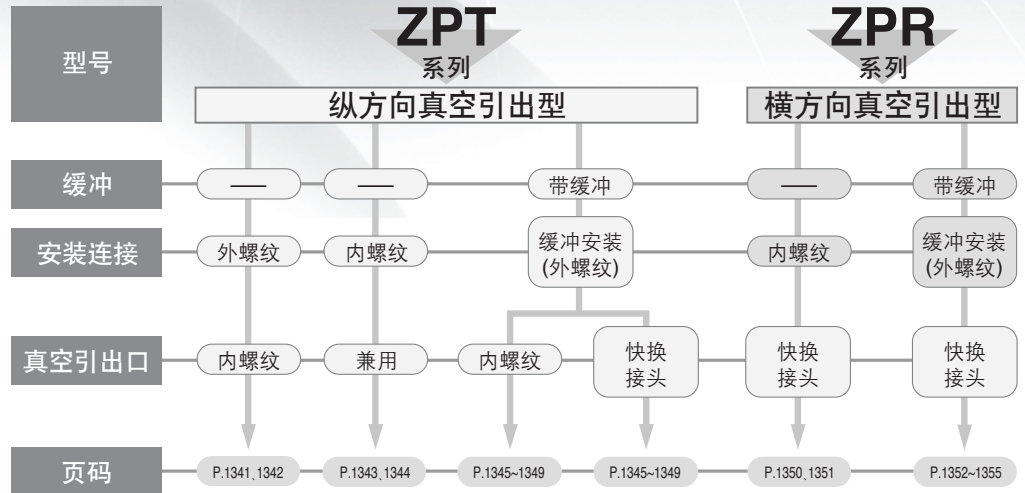 型号
ZPT
系列
纵方向真空引出型
ZPR
系列
横方向真空引出型
缓冲
—
—
带缓冲
—
带缓冲
安装连接
外螺纹
内螺纹
缓冲安装
(外螺纹)
内螺纹
缓冲安装
(外螺纹)
真空引出口
内螺纹
兼用
内螺纹
快换
接头
快换
接头
快换
接头
页码
P.1341、1342
P.1343、1344
P.1345~1349
P.1345~1349
P.1350、1351
P.1352~1355